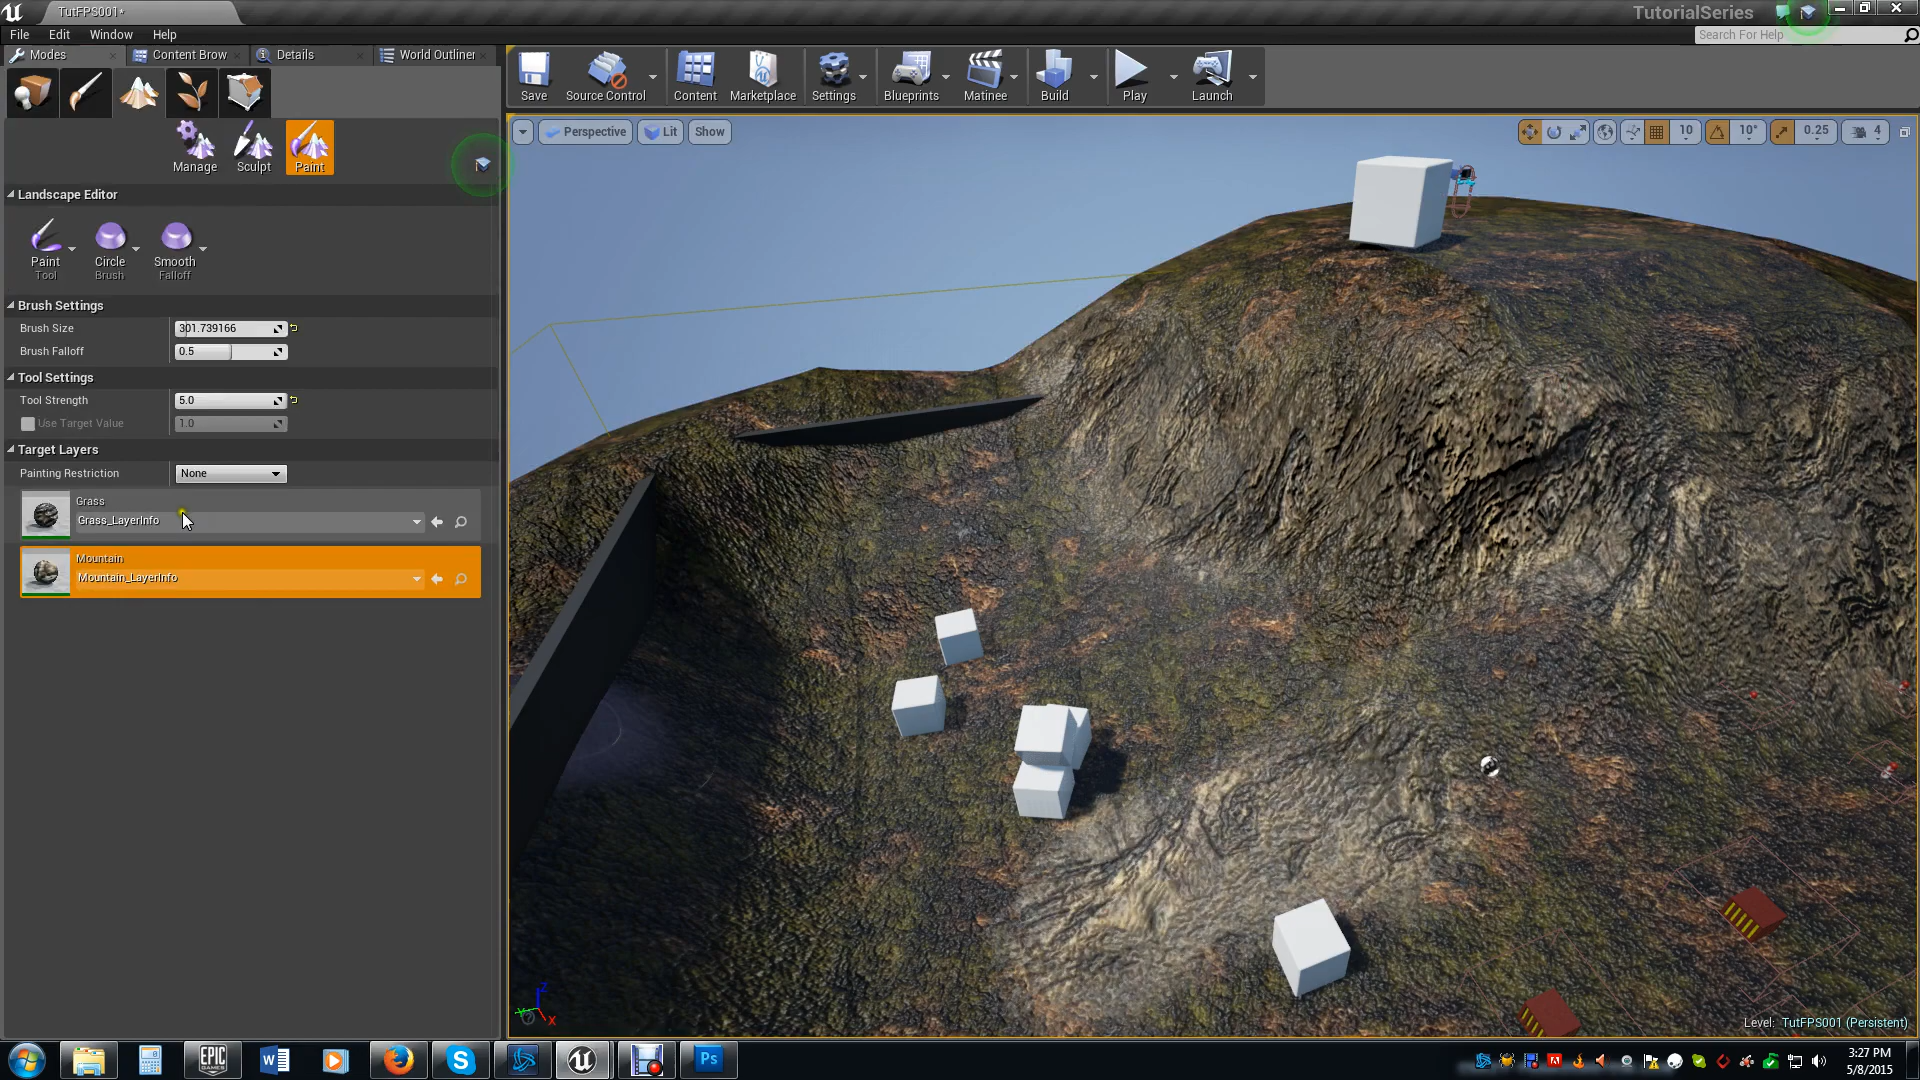 TutFPS001*
TutorialSeries
File Edit Window Help
Search For Help
Modes
Content Brow
Details
World Outliner
Save
Source Control
Content
Marketplace
Settings
Blueprints
Matinee
Build
Play
Launch
Manage
Sculpt
Paint
Perspective
Lit
Show
10
10°
0.25
4
Landscape Editor
Paint
Tool
Circle
Brush
Smooth
Falloff
Brush Settings
Brush Size
301.739166
Brush Falloff
0.5
Tool Settings
Tool Strength
5.0
Use Target Value
1.0
Target Layers
Painting Restriction
None
Grass
Grass_LayerInfo
Mountain
Mountain_LayerInfo
Z
Y
X
Level: TutFPS001 (Persistent)
EPIC
GAMES
W
S
Ps
3:27 PM
5/8/2015